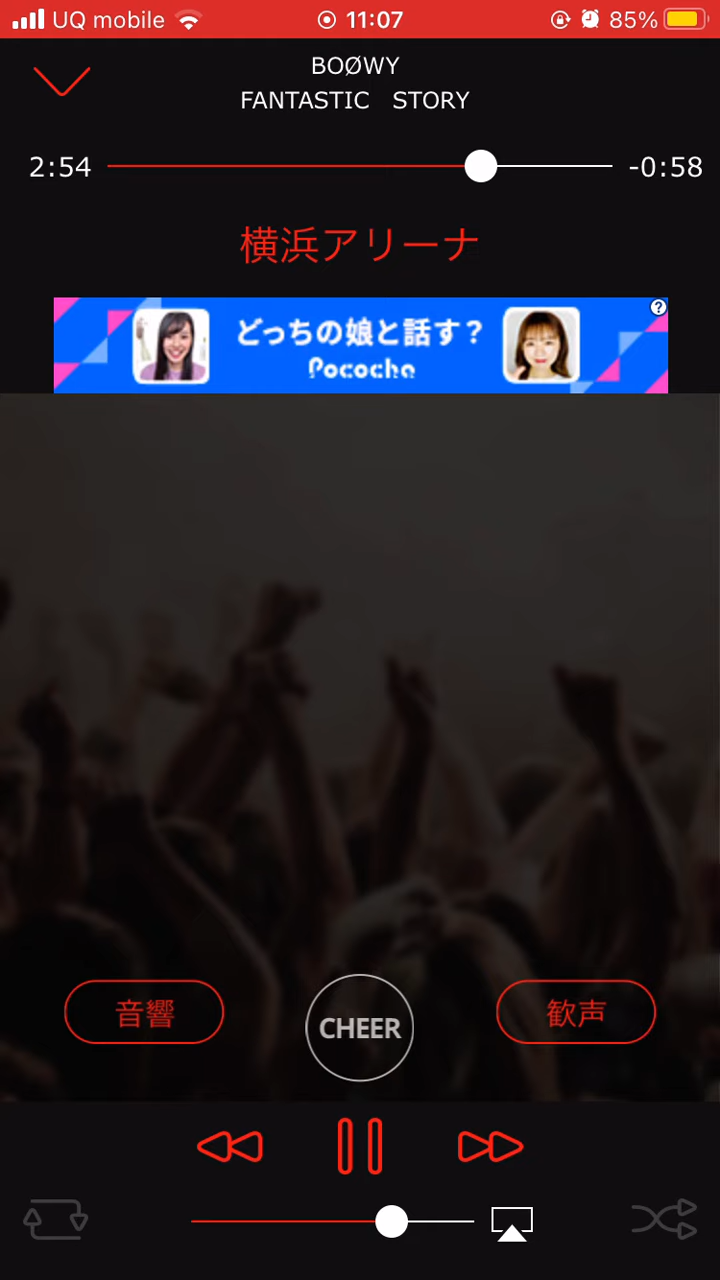 UQ mobile
11:07
85%
BOØWY
FANTASTIC STORY
2:54
-0:58
横浜アリーナ
どっちの娘と話す？
Pococha
?
音響
CHEER
歓声